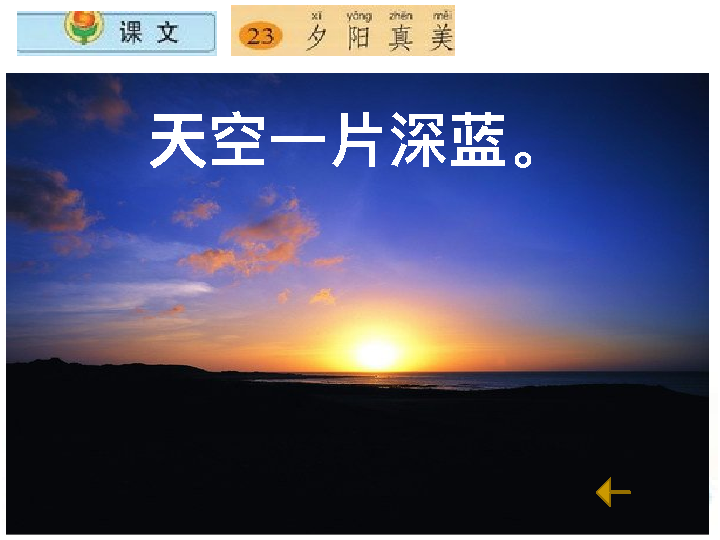 课 文
xī yáng zhēn měi
23 夕 阳 真 美
天空一片深蓝。